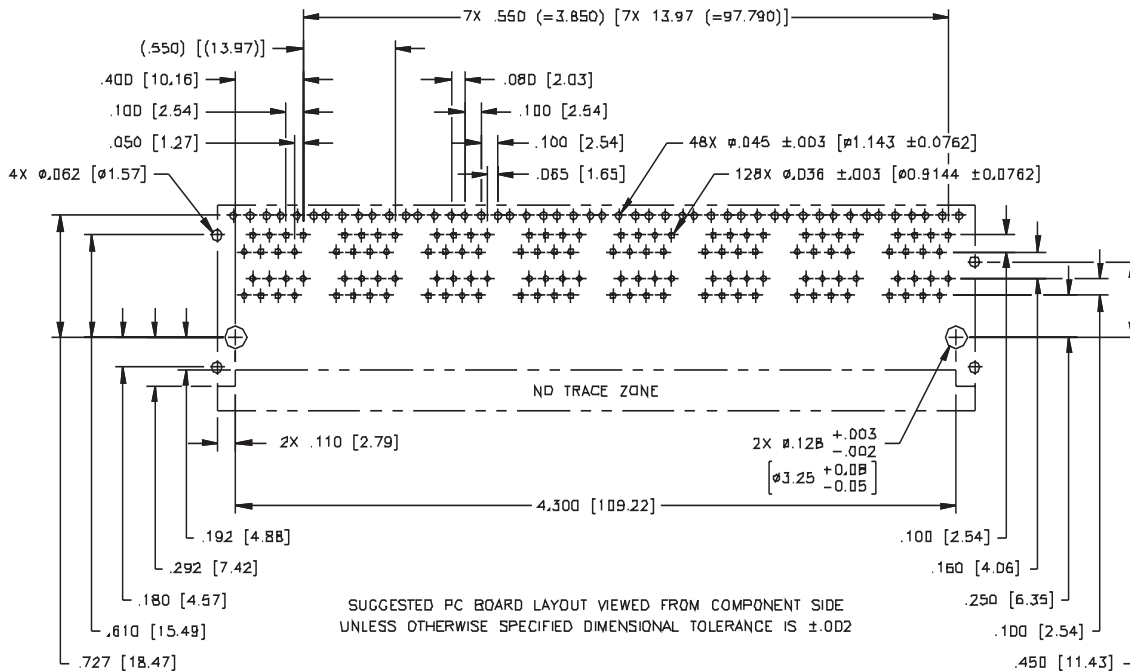 7X .550 (=3.850) [7X 13.97 (=97.790)]
(.550) [(13.97)]
.400 [10.16]
.080 [2.03]
.100 [2.54]
.100 [2.54]
.050 [1.27]
.100 [2.54]
48X ø.045 ±.003 [ø1.143 ±0.0762]
4X ø.062 [ø1.57]
.065 [1.65]
128X ø.036 ±.003 [ø0.9144 ±0.0762]
NO TRACE ZONE
2X .110 [2.79]
2X ø.128 +.003 -.002
[ø3.25 +0.08 -0.05]
4.300 [109.22]
.192 [4.88]
.100 [2.54]
.292 [7.42]
.160 [4.06]
.180 [4.57]
.250 [6.35]
SUGGESTED PC BOARD LAYOUT VIEWED FROM COMPONENT SIDE
UNLESS OTHERWISE SPECIFIED DIMENSIONAL TOLERANCE IS ±.002
.610 [15.49]
.100 [2.54]
.727 [18.47]
.450 [11.43]